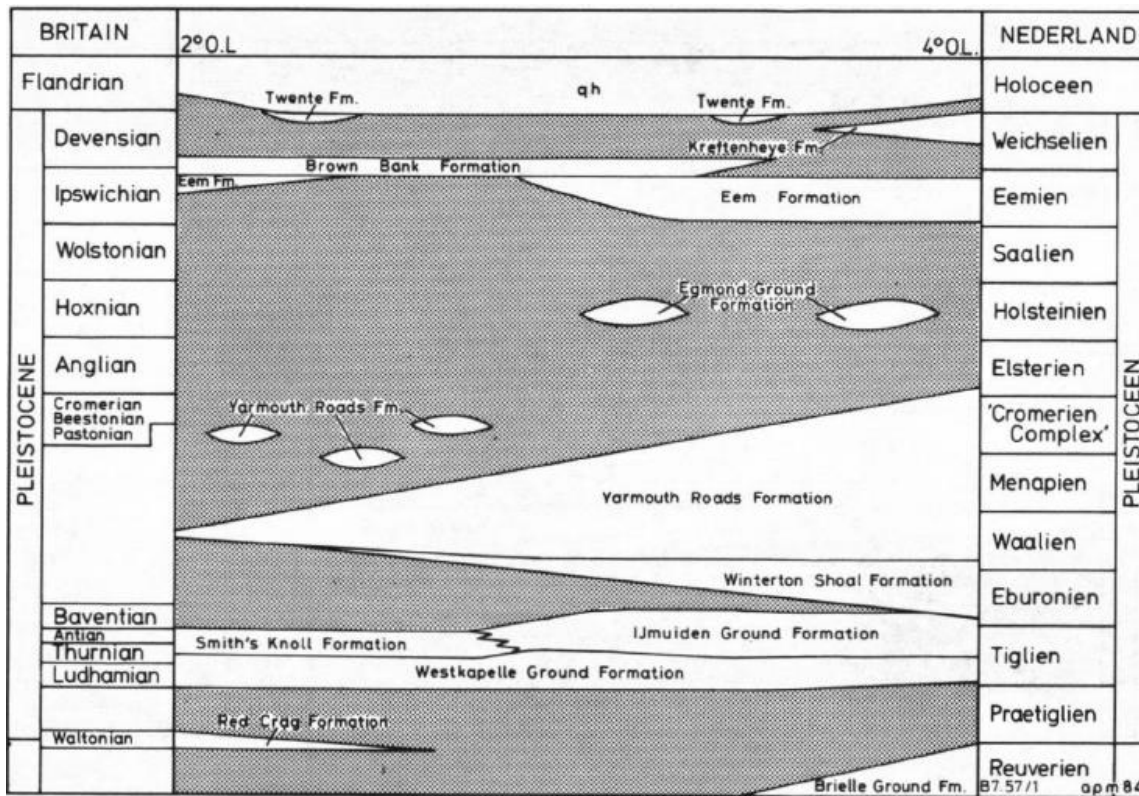 BRITAIN
2°O.L
4°OL.
NEDERLAND
Flandrian
Twente Fm.
qh
Twente Fm.
Holoceen
Devensian
Kreftenheye Fm.
Weichselien
Brown Bank Formation
Eem Fm.
Ipswichian
Eem Formation
Eemien
Wolstonian
Saalien
Hoxnian
Egmond Ground
Formation
Holsteinien
Anglian
Elsterien
PLEISTOCENE
PLEISTOCEEN
Cromerian
Beestonian
Pastonian
Yarmouth Roads Fm.
'Cromerien
Complex'
Yarmouth Roads Formation
Menapien
Waalien
Winterton Shoal Formation
Eburonien
Baventian
Antian
Thurnian
Smith's Knoll Formation
IJmuiden Ground Formation
Tiglien
Ludhamian
Westkapelle Ground Formation
Praetiglien
Red Crag Formation
Waltonian
Reuverien
Brielle Ground Fm.
B7.57/1 apm84